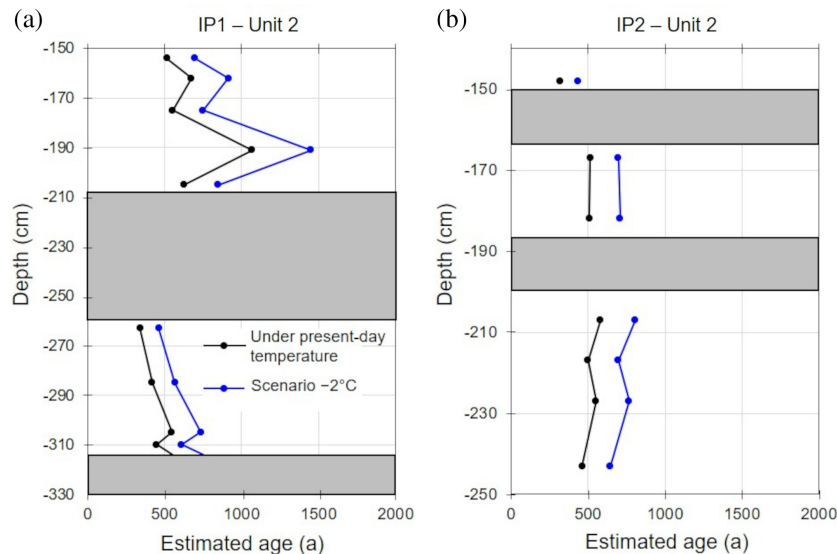 (a)
IP1 – Unit 2
-150
-170
-190
-210
-230
-250
-270
-290
-310
-330
Depth (cm)
Under present-day
temperature
Scenario −2°C
0
500
1000
1500
2000
Estimated age (a)
(b)
IP2 – Unit 2
-150
-170
-190
-210
-230
-250
Depth (cm)
0
500
1000
1500
2000
Estimated age (a)